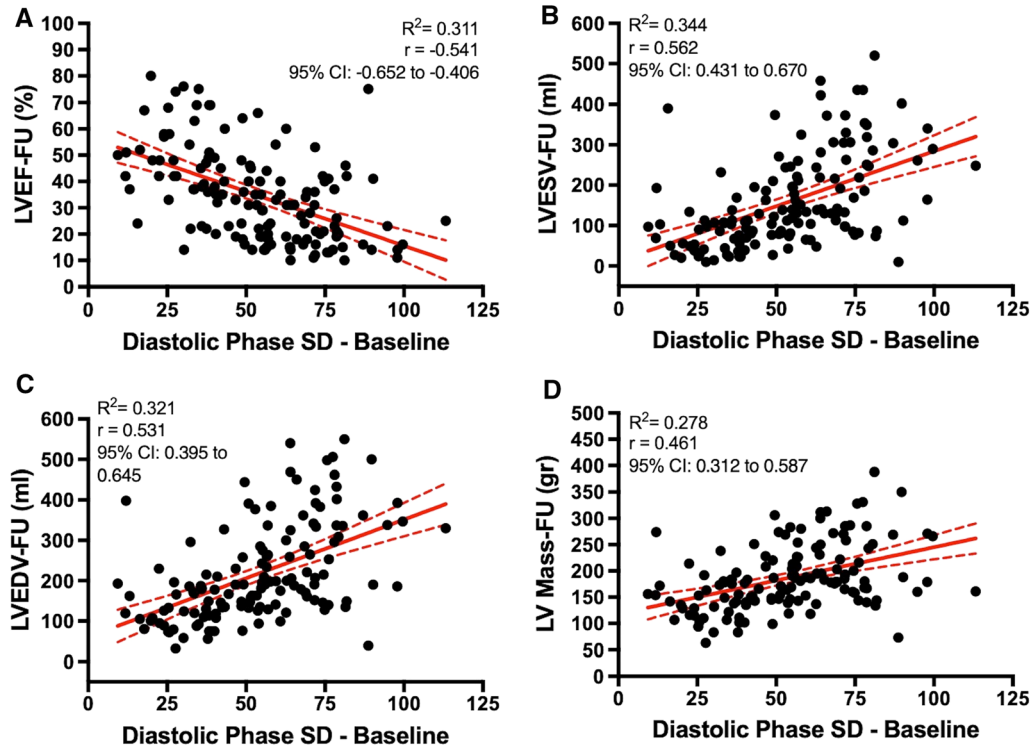 A
R²= 0.311
r = -0.541
95% CI: -0.652 to -0.406
LVEF-FU (%)
100
90
80
70
60
50
40
30
20
10
0
0 25 50 75 100 125
Diastolic Phase SD - Baseline
B
R²= 0.344
r = 0.562
95% CI: 0.431 to 0.670
LVESV-FU (ml)
600
500
400
300
200
100
0
0 25 50 75 100 125
Diastolic Phase SD - Baseline
C
R²= 0.321
r = 0.531
95% CI: 0.395 to
0.645
LVEDV-FU (ml)
600
500
400
300
200
100
0
0 25 50 75 100 125
Diastolic Phase SD - Baseline
D
R²= 0.278
r = 0.461
95% CI: 0.312 to 0.587
LV Mass-FU (gr)
500
450
400
350
300
250
200
150
100
50
0
0 25 50 75 100 125
Diastolic Phase SD - Baseline